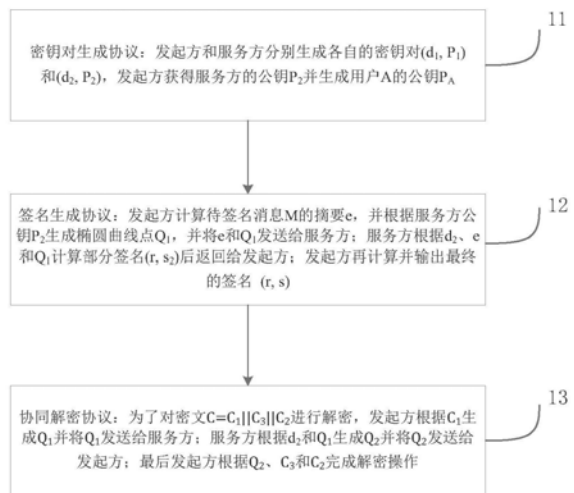 11
密钥对生成协议：发起方和服务方分别生成各自的密钥对(d₁, P₁)
和(d₂, P₂)，发起方获得服务方的公钥P₂并生成用户A的公钥P_A
12
签名生成协议：发起方计算待签名消息M的摘要e，并根据服务方公
钥P₂生成椭圆曲线点Q₁，并将e和Q₁发送给服务方；服务方根据d₂、e
和Q₁计算部分签名(r, s₂)后返回给发起方；发起方再计算并输出最终
的签名 (r, s)
13
协同解密协议：为了对密文C=C₁||C₃||C₂进行解密，发起方根据C₁生
成Q₁并将Q₁发送给服务方；服务方根据d₂和Q₁生成Q₂并将Q₂发送给
发起方；最后发起方根据Q₂、C₃和C₂完成解密操作